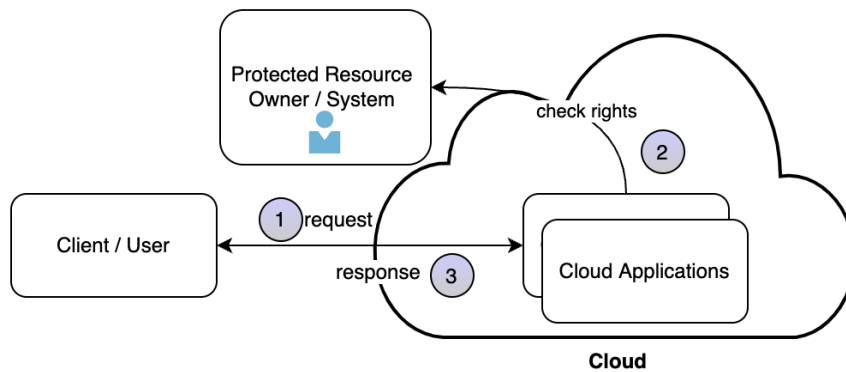 Protected Resource
Owner / System
check rights
2
1
request
Client / User
response
3
Cloud Applications
Cloud